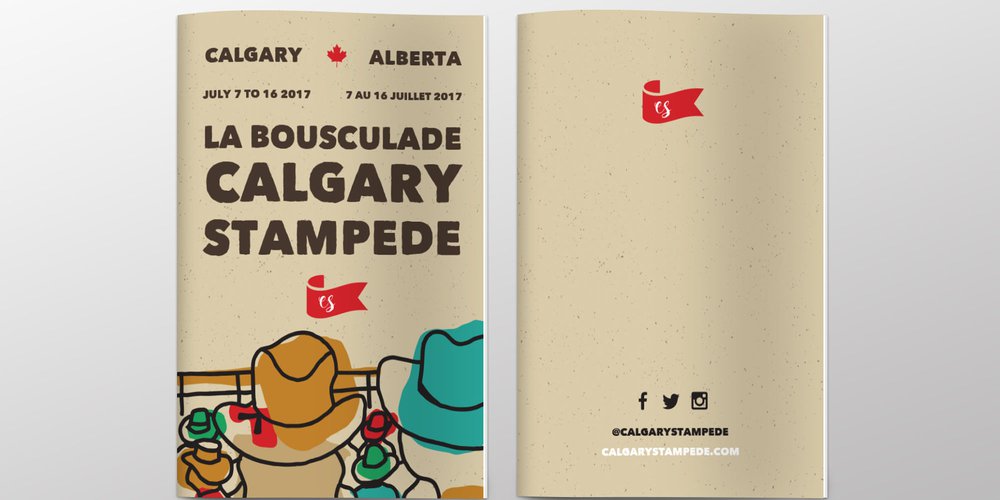 CALGARY ALBERTA
JULY 7 TO 16 2017 7 AU 16 JUILLET 2017
LA BOUSCULADE
CALGARY
STAMPEDE
cs
cs
@CALGARYSTAMPEDE
CALGARYSTAMPEDE.COM